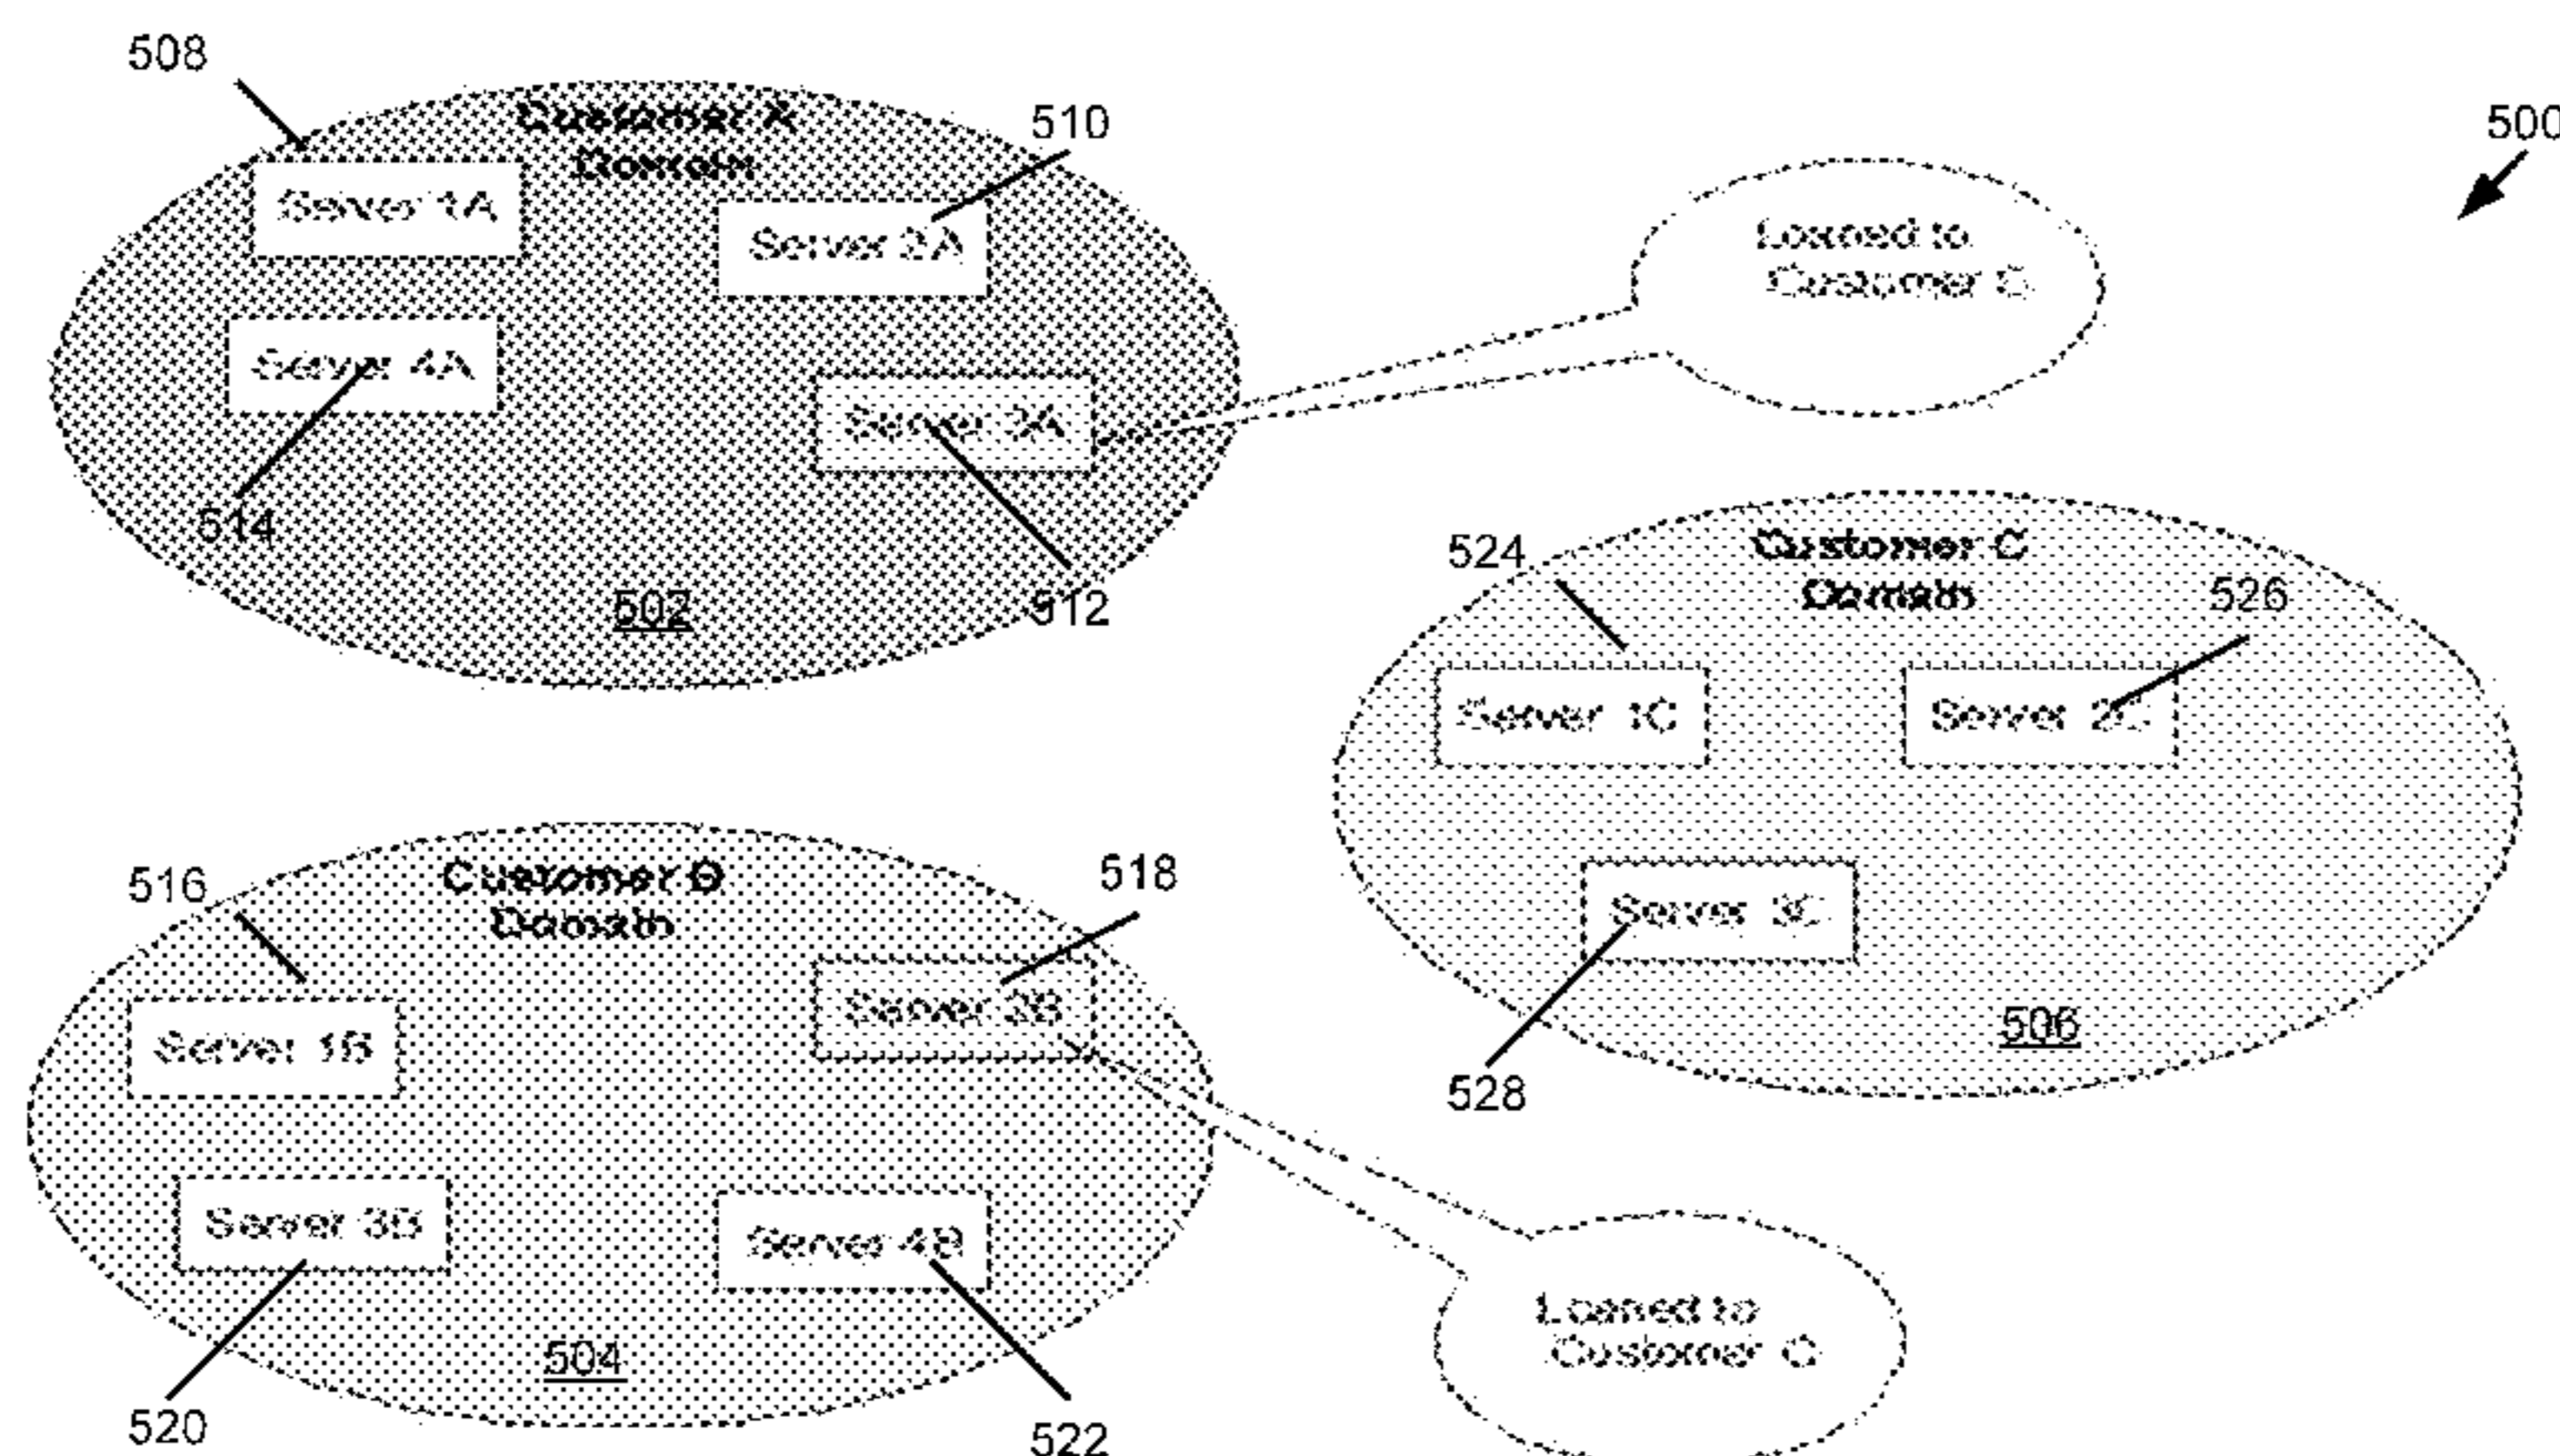 508
Customer A
Domain
510
500
Server 1A
Server 2A
Loaned to
Customer C
Server 4A
Server 3A
514
502
512
524
Customer C
Domain
526
Server 1C
Server 2C
516
Customer B
Domain
518
Server 3C
Server 2B
506
Server 1B
528
Server 3B
Server 4B
Loaned to
Customer C
504
520
522